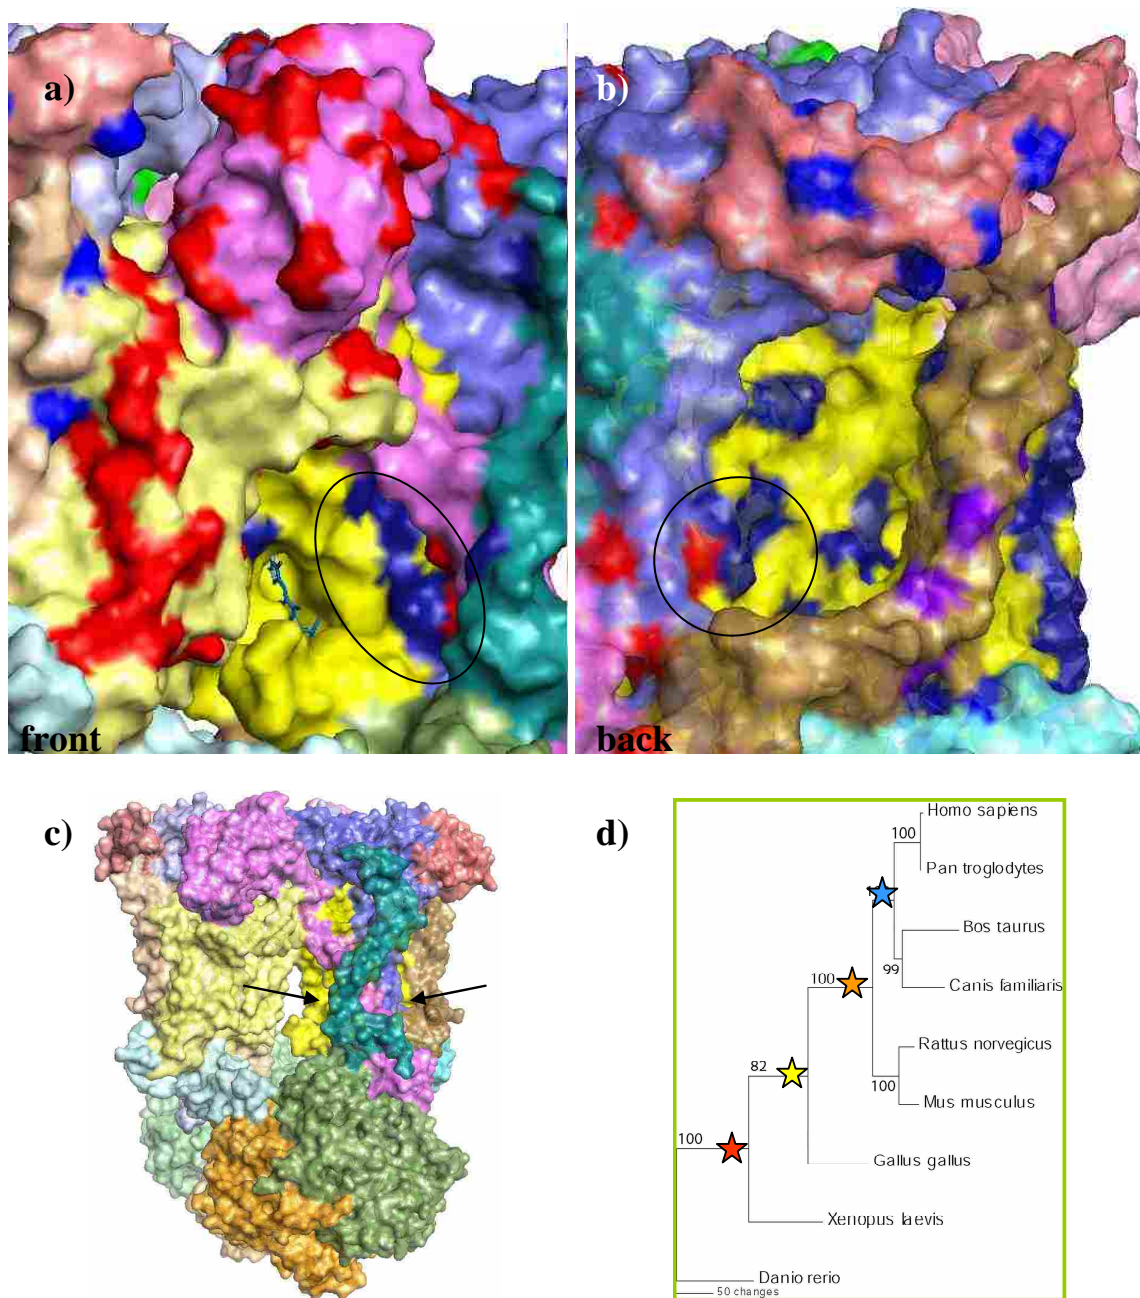 a)
b)
front
back
c)
d)
Homo sapiens
100
Pan troglodytes
Bos taurus
99
100
Canis familiaris
Rattus norvegicus
82
100
Mus musculus
Gallus gallus
100
Xenopus laevis
Danio rerio
50 changes